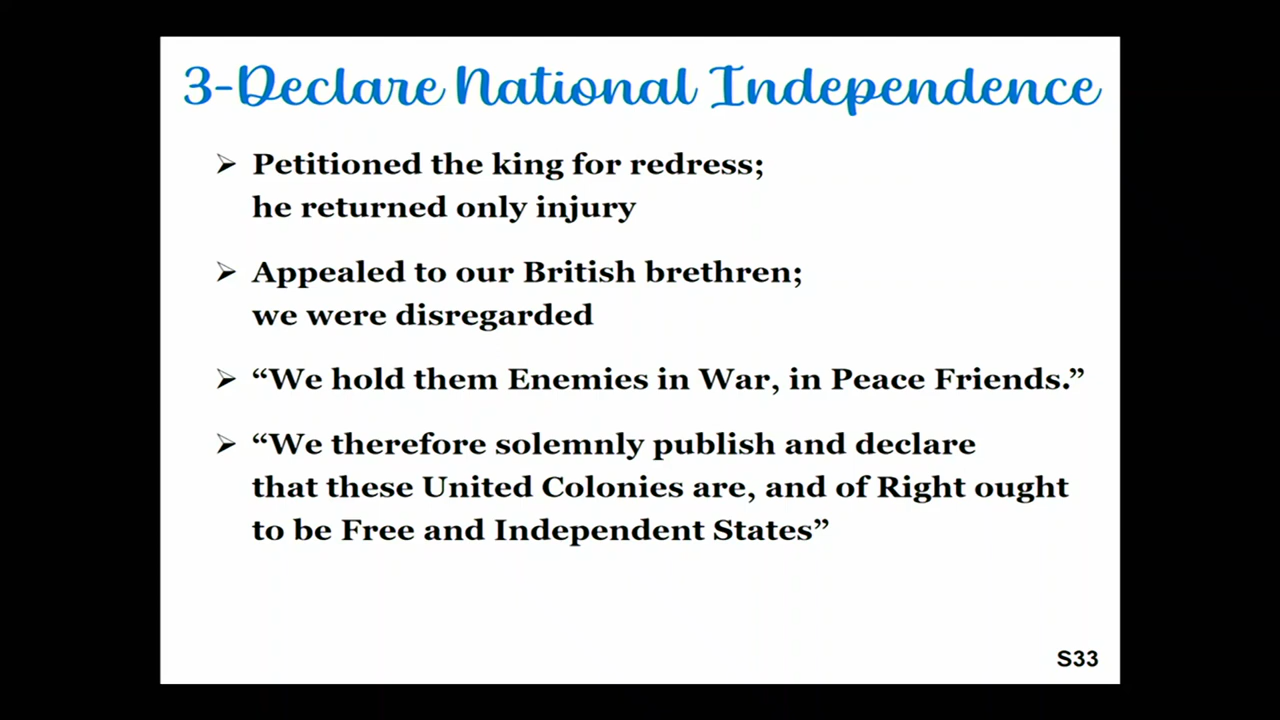 3-Declare National Independence
➢ Petitioned the king for redress;
he returned only injury
➢ Appealed to our British brethren;
we were disregarded
➢ “We hold them Enemies in War, in Peace Friends.”
➢ “We therefore solemnly publish and declare
that these United Colonies are, and of Right ought
to be Free and Independent States”
S33